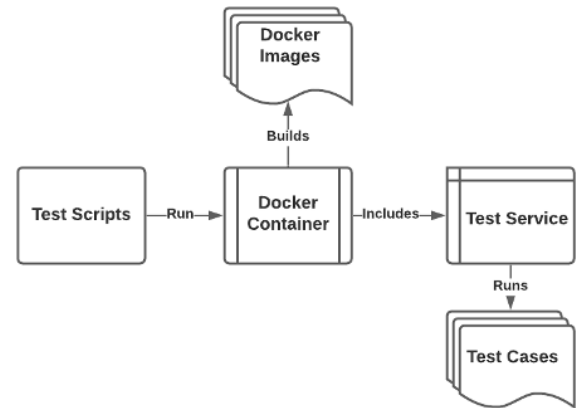 Docker
Images
Builds
Test Scripts
Run
Docker
Container
Includes
Test Service
Runs
Test Cases